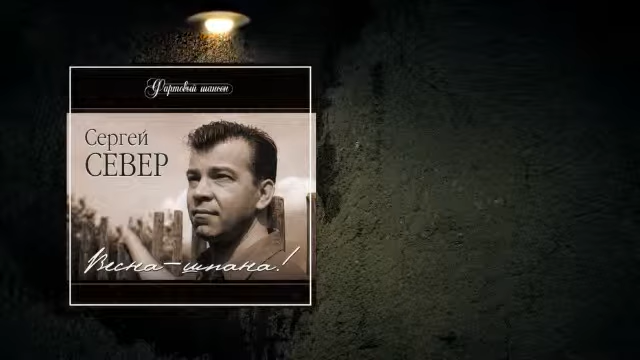 Фартовый шансон
Сергей
СЕВЕР
Весна-шпана!